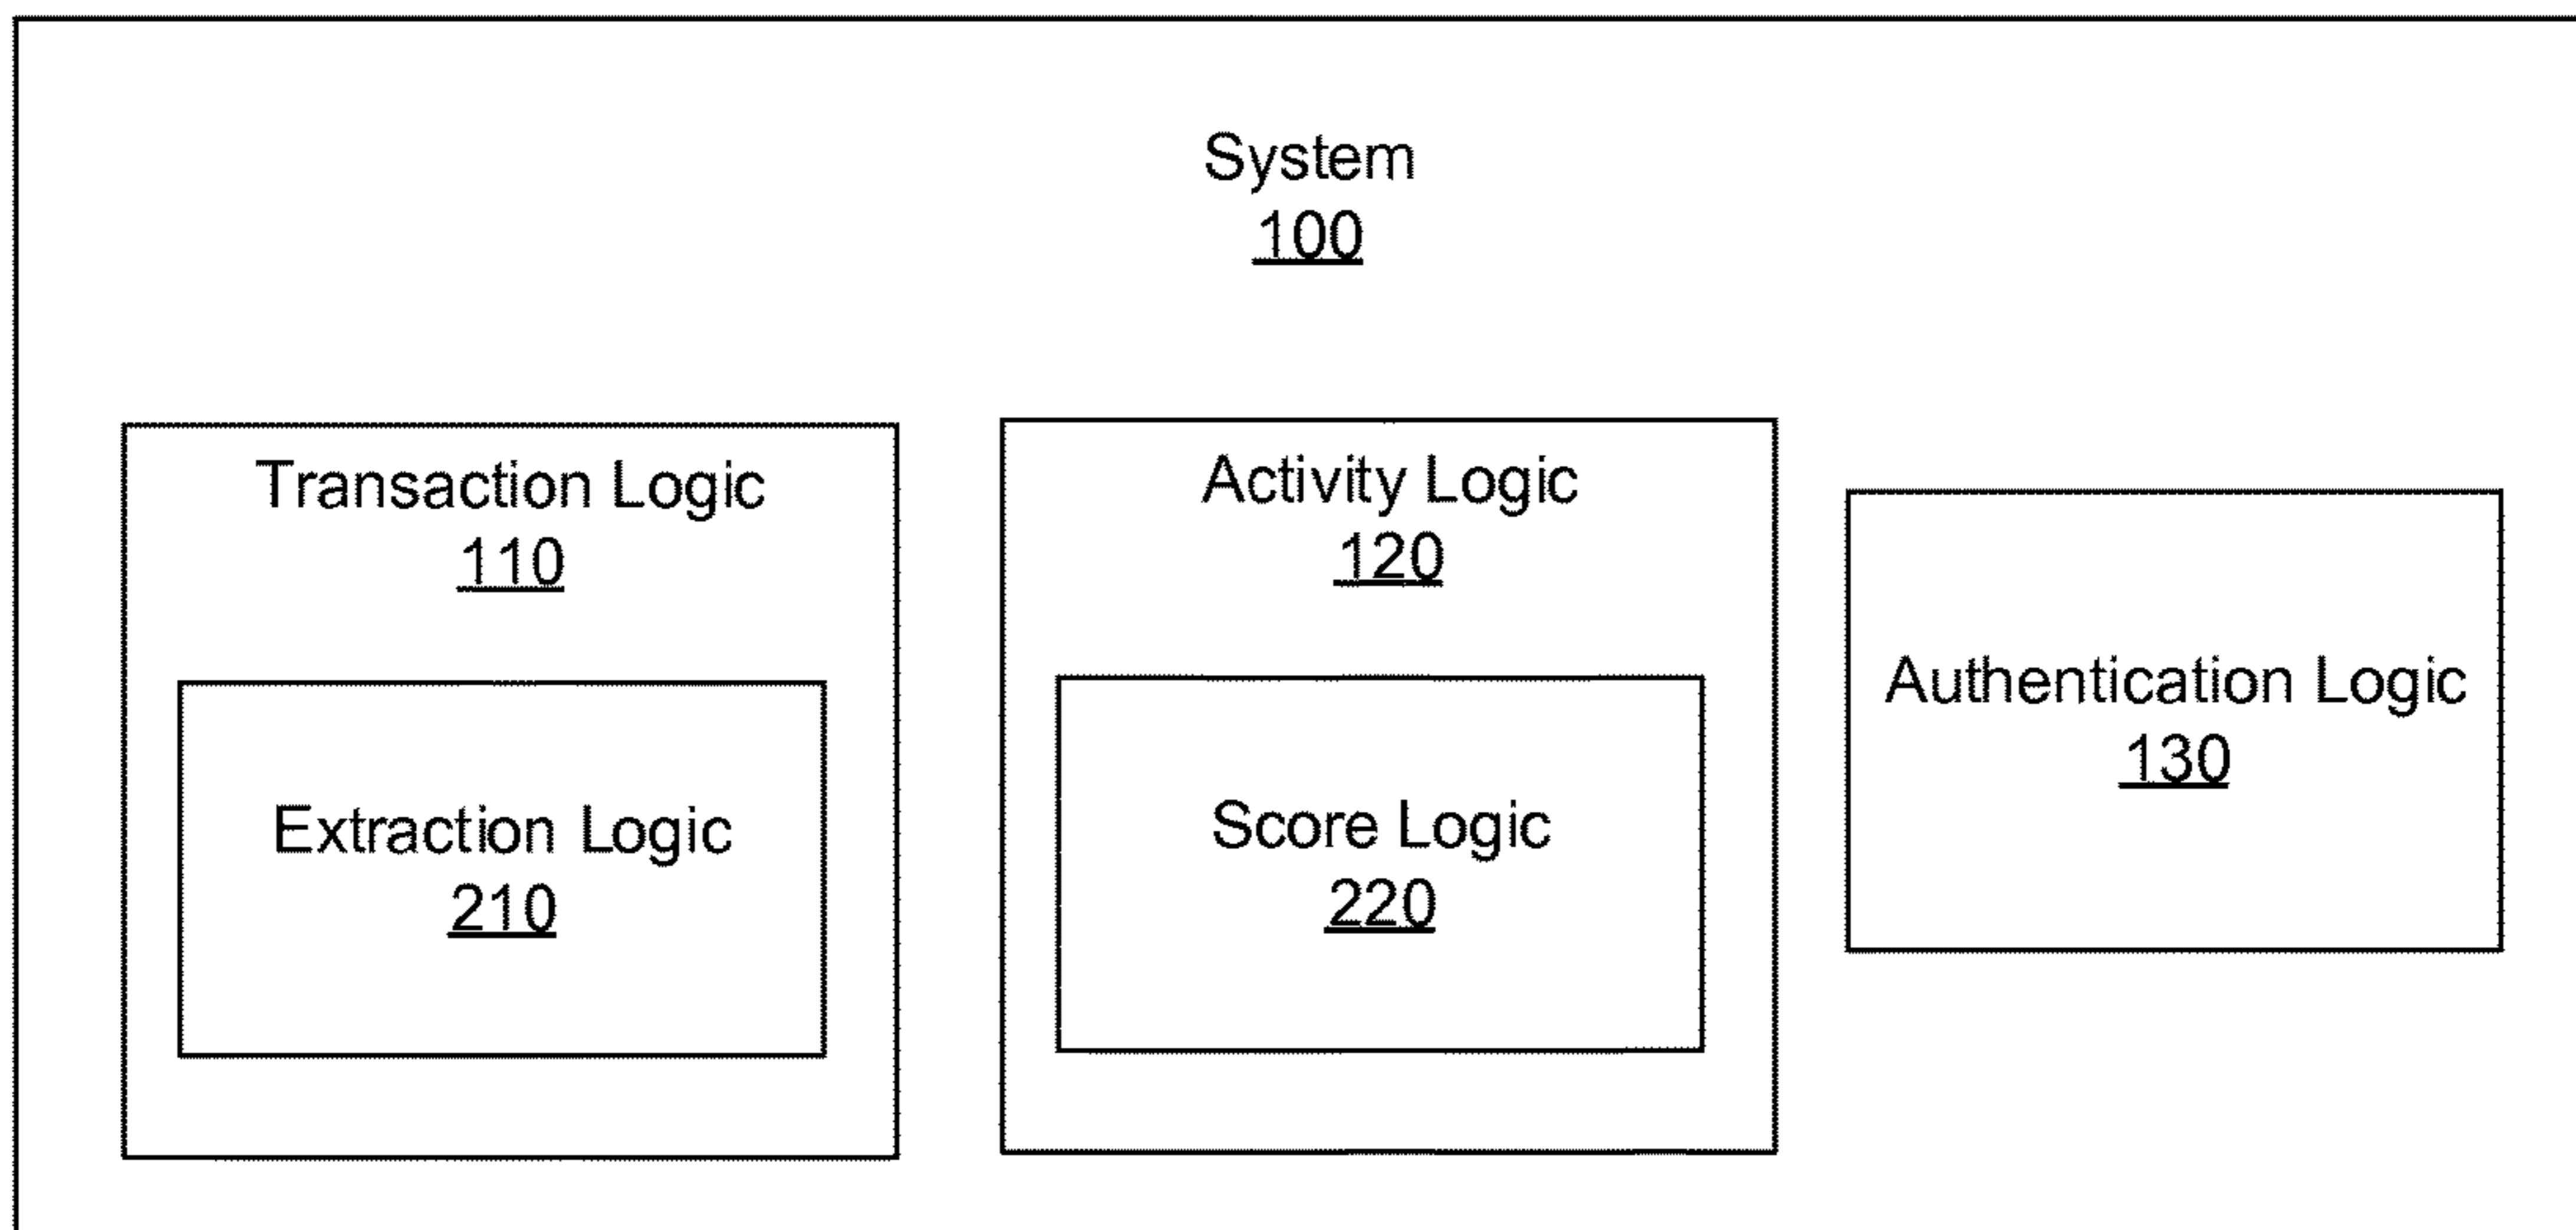 System
100
Transaction Logic
110
Extraction Logic
210
Activity Logic
120
Score Logic
220
Authentication Logic
130